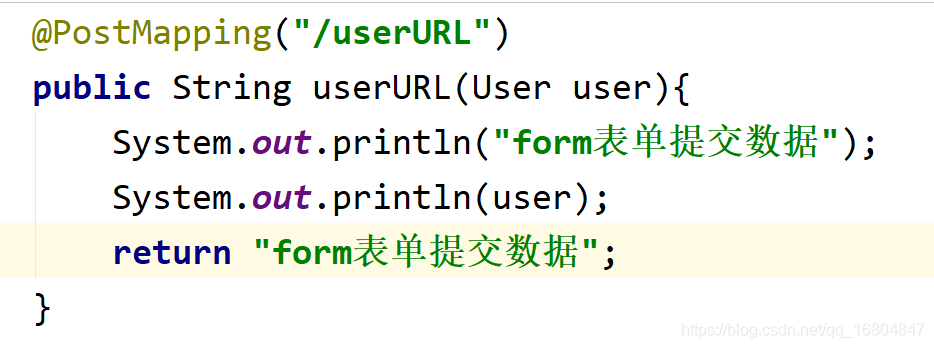 @PostMapping("/userURL")
public String userURL(User user){
    System.out.println("form表单提交数据");
    System.out.println(user);
    return "form表单提交数据";
}
https://blog.csdn.net/qq_16804847